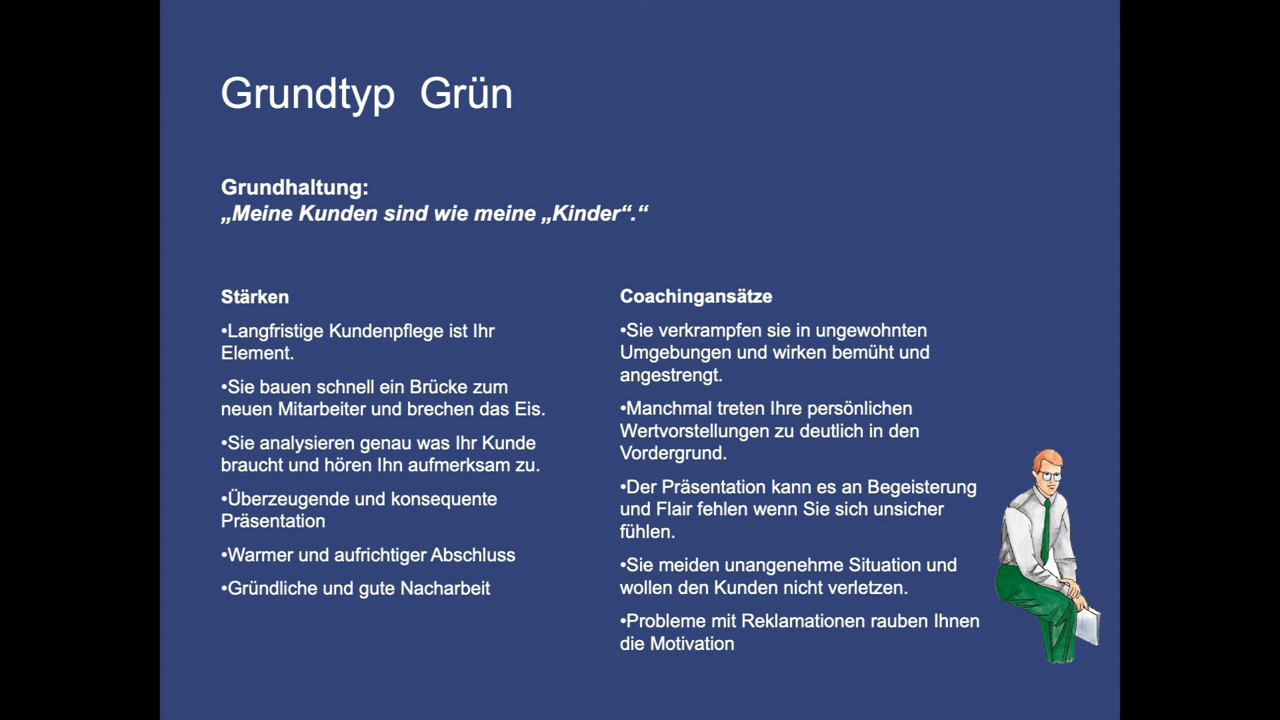 Grundtyp Grün
Grundhaltung:
„Meine Kunden sind wie meine „Kinder“.“
Stärken
•Langfristige Kundenpflege ist Ihr
Element.
•Sie bauen schnell ein Brücke zum
neuen Mitarbeiter und brechen das Eis.
•Sie analysieren genau was Ihr Kunde
braucht und hören Ihn aufmerksam zu.
•Überzeugende und konsequente
Präsentation
•Warmer und aufrichtiger Abschluss
•Gründliche und gute Nacharbeit
Coachingansätze
•Sie verkrampfen sie in ungewohnten
Umgebungen und wirken bemüht und
angestrengt.
•Manchmal treten Ihre persönlichen
Wertvorstellungen zu deutlich in den
Vordergrund.
•Der Präsentation kann es an Begeisterung
und Flair fehlen wenn Sie sich unsicher
fühlen.
•Sie meiden unangenehme Situation und
wollen den Kunden nicht verletzen.
•Probleme mit Reklamationen rauben Ihnen
die Motivation